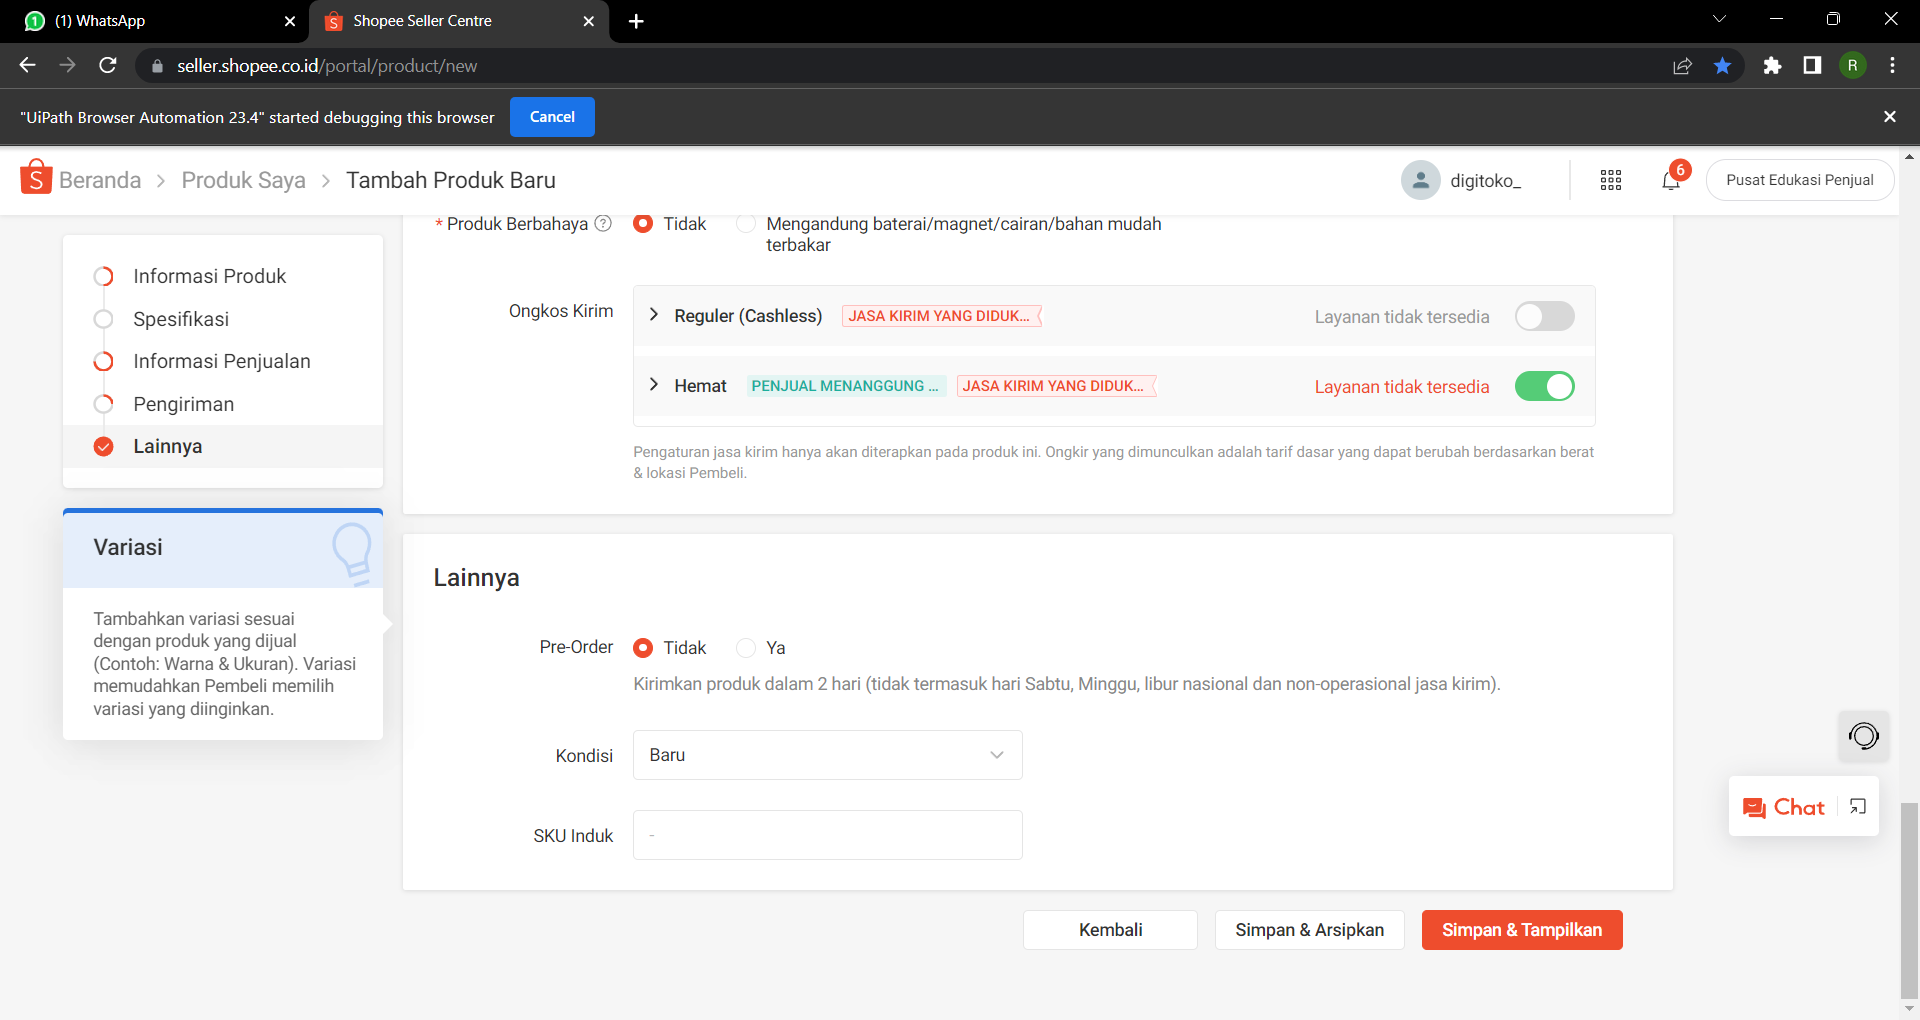 (1) WhatsApp
Shopee Seller Centre
seller.shopee.co.id/portal/product/new
R
"UiPath Browser Automation 23.4" started debugging this browser
Cancel
Beranda > Produk Saya > Tambah Produk Baru
digitoko_
6
Pusat Edukasi Penjual
* Produk Berbahaya
Tidak
Mengandung baterai/magnet/cairan/bahan mudah
terbakar
Informasi Produk
Spesifikasi
Informasi Penjualan
Pengiriman
Lainnya
Ongkos Kirim
Reguler (Cashless)
JASA KIRIM YANG DIDUK...
Layanan tidak tersedia
Hemat
PENJUAL MENANGGUNG ...
JASA KIRIM YANG DIDUK...
Layanan tidak tersedia
Pengaturan jasa kirim hanya akan diterapkan pada produk ini. Ongkir yang dimunculkan adalah tarif dasar yang dapat berubah berdasarkan berat
& lokasi Pembeli.
Variasi
Tambahkan variasi sesuai
dengan produk yang dijual
(Contoh: Warna & Ukuran). Variasi
memudahkan Pembeli memilih
variasi yang diinginkan.
Lainnya
Pre-Order
Tidak
Ya
Kirimkan produk dalam 2 hari (tidak termasuk hari Sabtu, Minggu, libur nasional dan non-operasional jasa kirim).
Kondisi
Baru
SKU Induk
-
Chat
Kembali
Simpan & Arsipkan
Simpan & Tampilkan